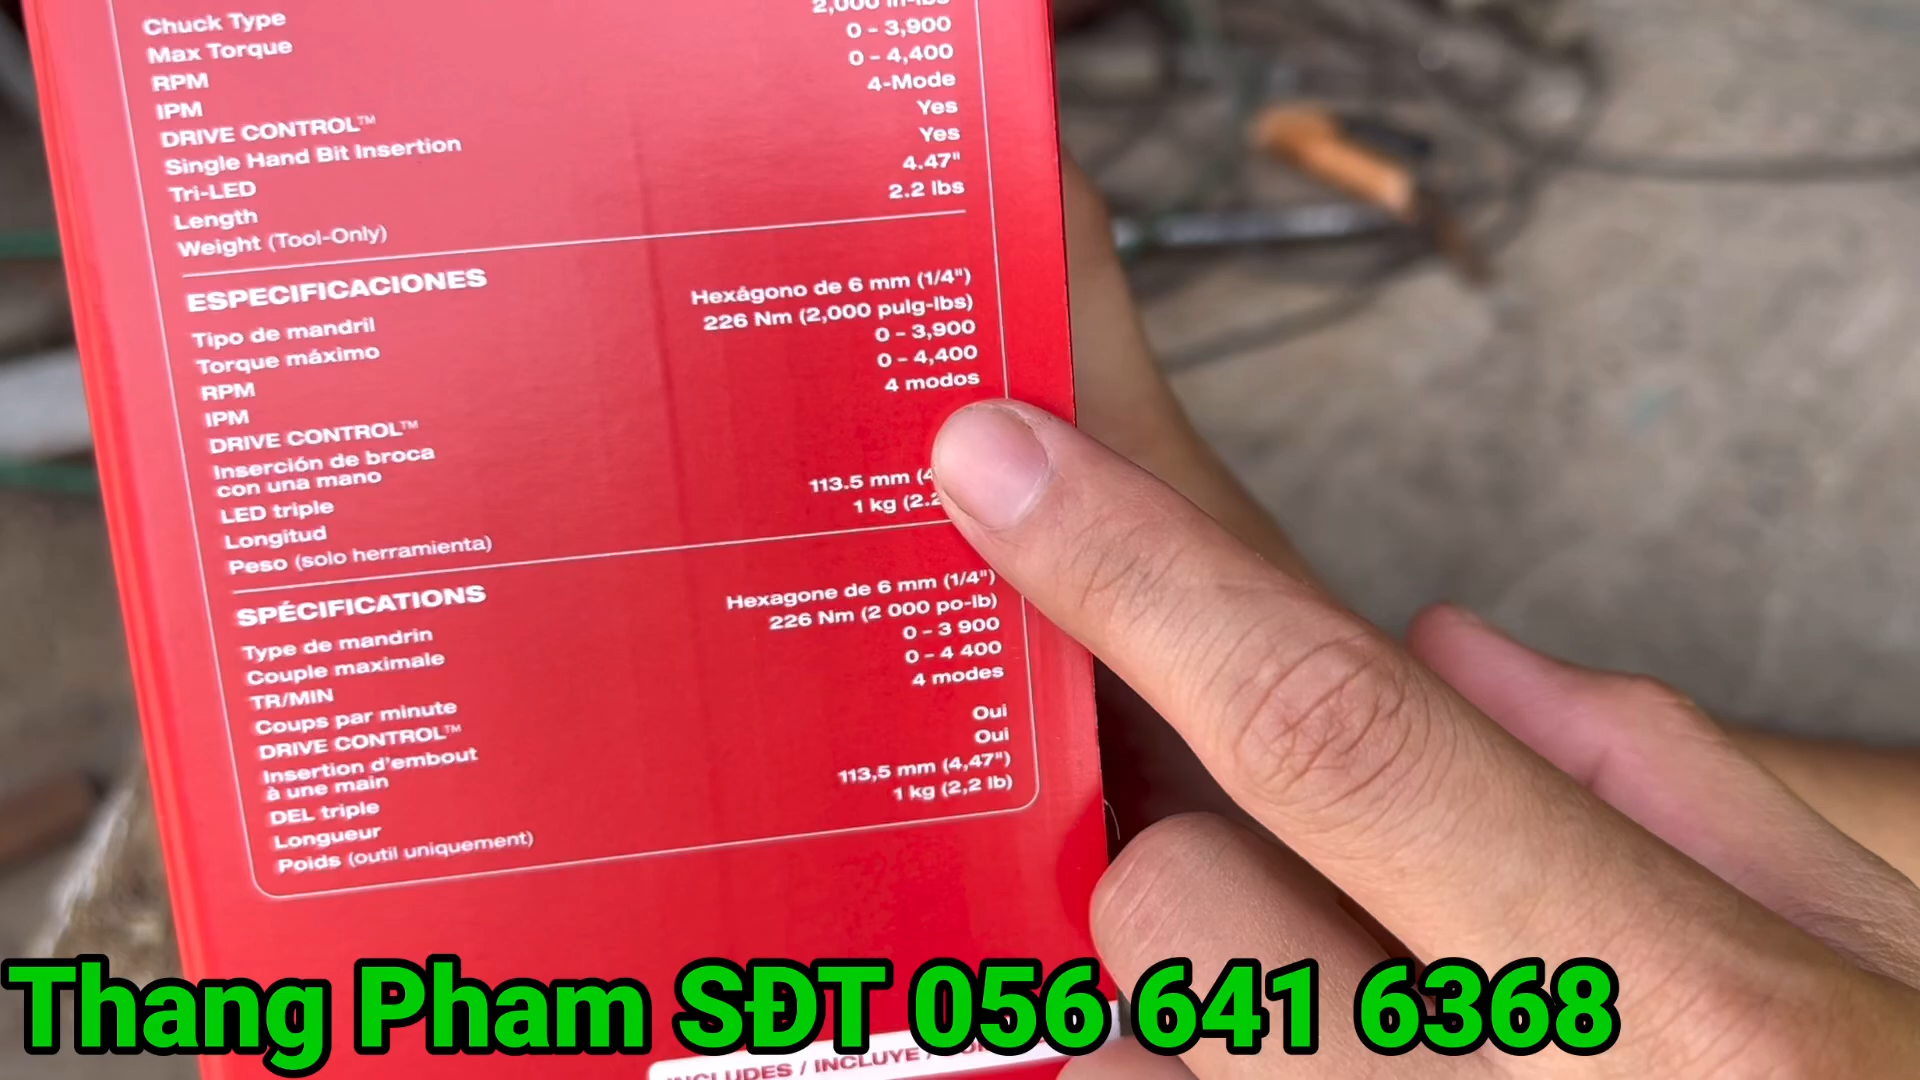 Chuck Type
Max Torque 2,000 in-lbs
RPM 0 – 3,900
IPM 0 – 4,400
DRIVE CONTROL™ 4-Mode
Single Hand Bit Insertion Yes
Tri-LED Yes
Length 4.47"
Weight (Tool-Only) 2.2 lbs
ESPECIFICACIONES
Tipo de mandril Hexágono de 6 mm (1/4")
Torque máximo 226 Nm (2,000 pulg-lbs)
RPM 0 – 3,900
IPM 0 – 4,400
DRIVE CONTROL™ 4 modos
Inserción de broca
con una mano
LED triple
Longitud 113.5 mm (4
Peso (solo herramienta) 1 kg (2.2
SPÉCIFICATIONS
Type de mandrin Hexagone de 6 mm (1/4")
Couple maximale 226 Nm (2 000 po-lb)
TR/MIN 0 – 3 900
Coups par minute 0 – 4 400
DRIVE CONTROL™ 4 modes
Insertion d'embout
à une main Oui
DEL triple Oui
Longueur 113,5 mm (4,47")
Poids (outil uniquement) 1 kg (2,2 lb)
Thang Pham SĐT 056 641 6368
INCLUDES / INCLUYE /